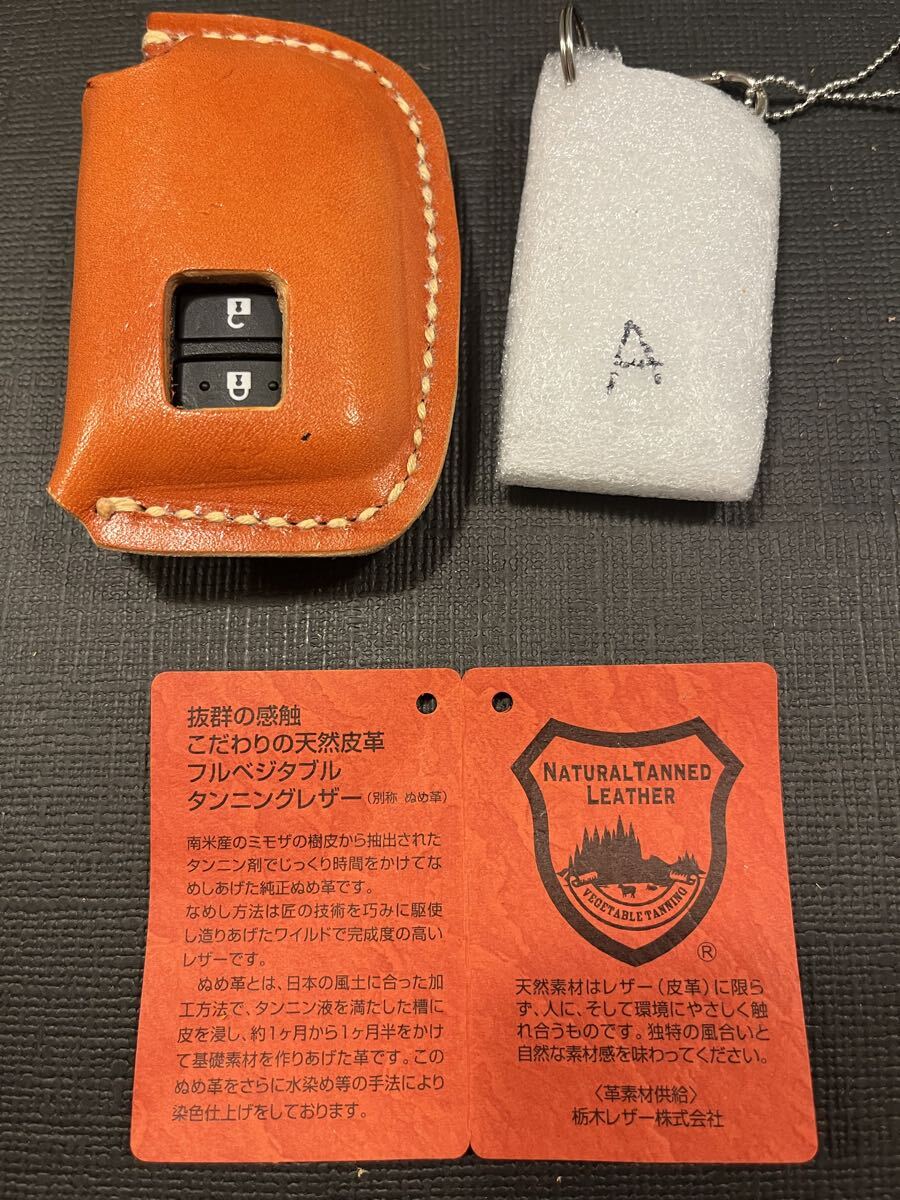 A
抜群の感触
こだわりの天然皮革
フルベジタブル
タンニングレザー（別称 ぬめ革）
南米産のミモザの樹皮から抽出された
タンニン剤でじっくり時間をかけてな
めしあげた純正ぬめ革です。
なめし方法は匠の技術を巧みに駆使
し造りあげたワイルドで完成度の高い
レザーです。
　ぬめ革とは、日本の風土に合った加
工方法で、タンニン液を満たした槽に
皮を浸し、約1ヶ月から1ヶ月半をかけ
て基礎素材を作りあげた革です。この
ぬめ革をさらに水染め等の手法により
染色仕上げをしております。
NATURALTANNED
LEATHER
VEGETABLE TANNING
®
天然素材はレザー（皮革）に限ら
ず、人に、そして環境にやさしく触
れ合うものです。独特の風合いと
自然な素材感を味わってください。
〈革素材供給〉
栃木レザー株式会社